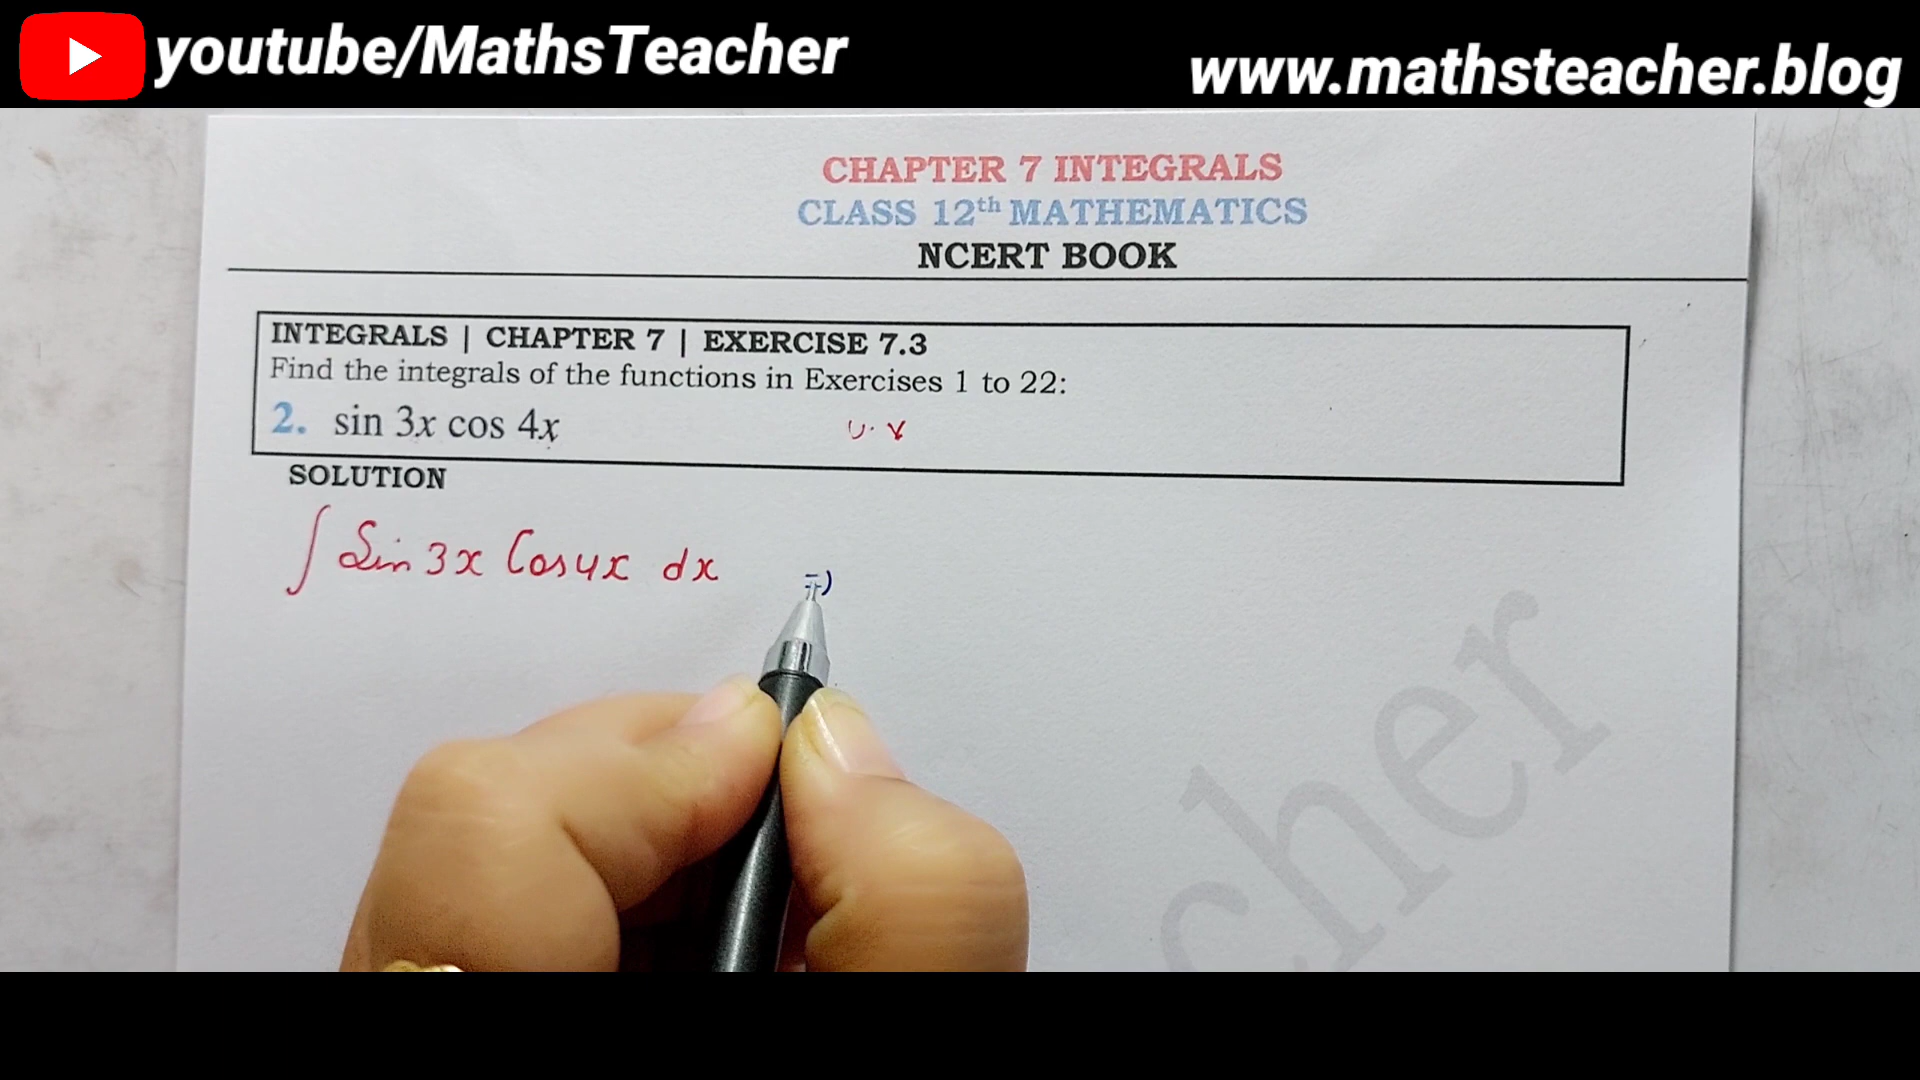 youtube/MathsTeacher
www.mathsteacher.blog
CHAPTER 7 INTEGRALS
CLASS 12th MATHEMATICS
NCERT BOOK
INTEGRALS | CHAPTER 7 | EXERCISE 7.3
Find the integrals of the functions in Exercises 1 to 22:
2. sin 3x cos 4x
SOLUTION
∫ Sin 3x Cos4x dx
cher